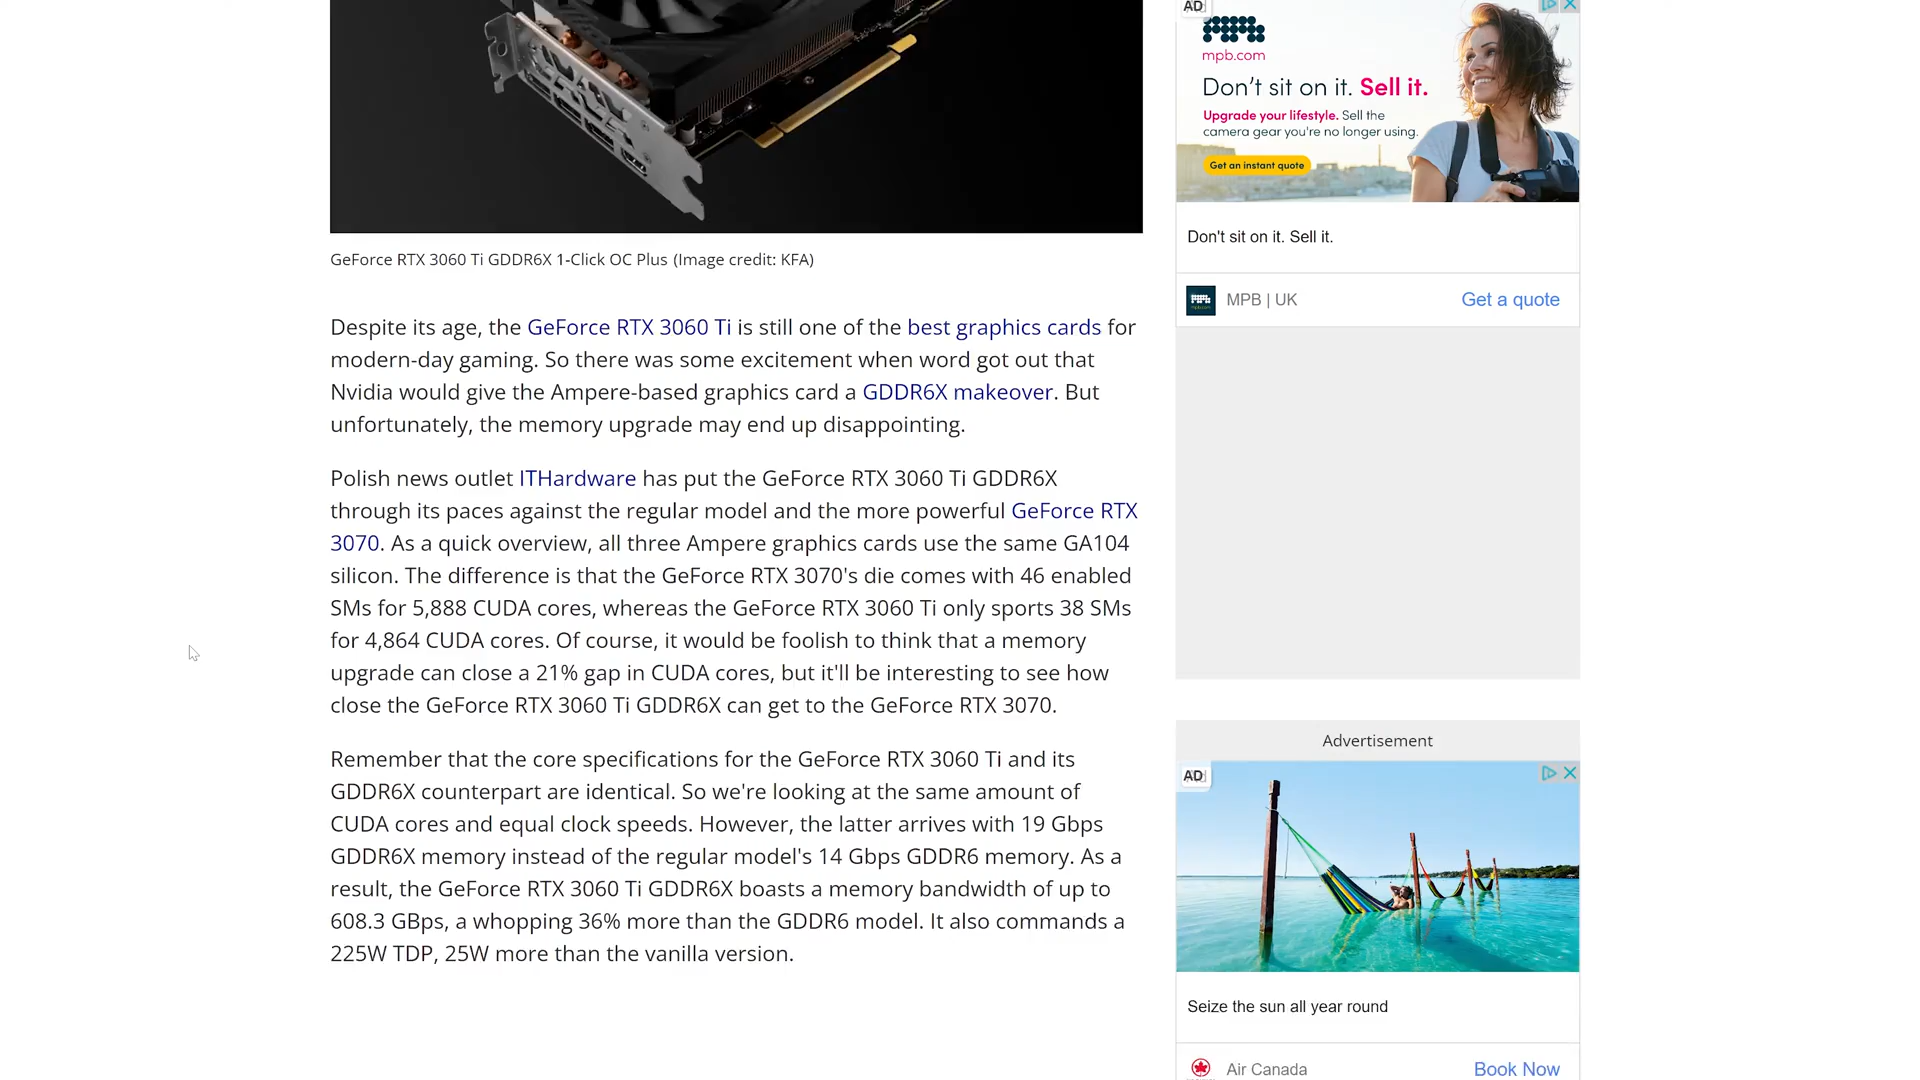 GeForce RTX 3060 Ti GDDR6X 1-Click OC Plus (Image credit: KFA)
Despite its age, the GeForce RTX 3060 Ti is still one of the best graphics cards for
modern-day gaming. So there was some excitement when word got out that
Nvidia would give the Ampere-based graphics card a GDDR6X makeover. But
unfortunately, the memory upgrade may end up disappointing.
Polish news outlet ITHardware has put the GeForce RTX 3060 Ti GDDR6X
through its paces against the regular model and the more powerful GeForce RTX
3070. As a quick overview, all three Ampere graphics cards use the same GA104
silicon. The difference is that the GeForce RTX 3070's die comes with 46 enabled
SMs for 5,888 CUDA cores, whereas the GeForce RTX 3060 Ti only sports 38 SMs
for 4,864 CUDA cores. Of course, it would be foolish to think that a memory
upgrade can close a 21% gap in CUDA cores, but it'll be interesting to see how
close the GeForce RTX 3060 Ti GDDR6X can get to the GeForce RTX 3070.
Remember that the core specifications for the GeForce RTX 3060 Ti and its
GDDR6X counterpart are identical. So we're looking at the same amount of
CUDA cores and equal clock speeds. However, the latter arrives with 19 Gbps
GDDR6X memory instead of the regular model's 14 Gbps GDDR6 memory. As a
result, the GeForce RTX 3060 Ti GDDR6X boasts a memory bandwidth of up to
608.3 GBps, a whopping 36% more than the GDDR6 model. It also commands a
225W TDP, 25W more than the vanilla version.
AD
mpb.com
Don't sit on it. Sell it.
Upgrade your lifestyle. Sell the
camera gear you're no longer using.
Get an instant quote
Don't sit on it. Sell it.
MPB | UK
Get a quote
Advertisement
AD
Seize the sun all year round
Air Canada
Book Now